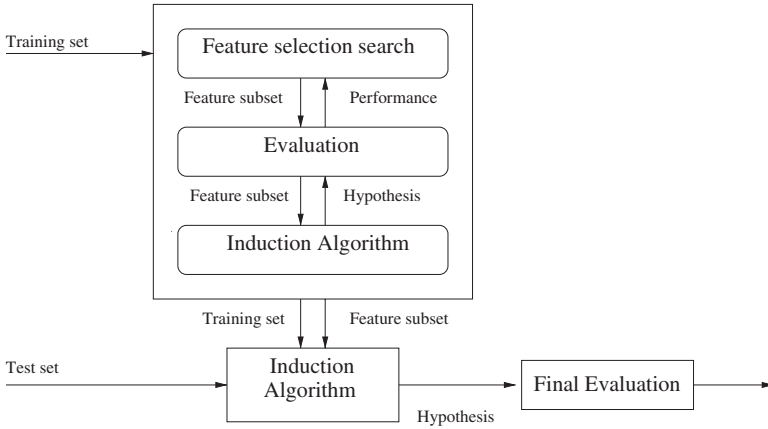 Training set
Feature selection search
Feature subset
Performance
Evaluation
Feature subset
Hypothesis
Induction Algorithm
Training set
Feature subset
Test set
Induction
Algorithm
Hypothesis
Final Evaluation